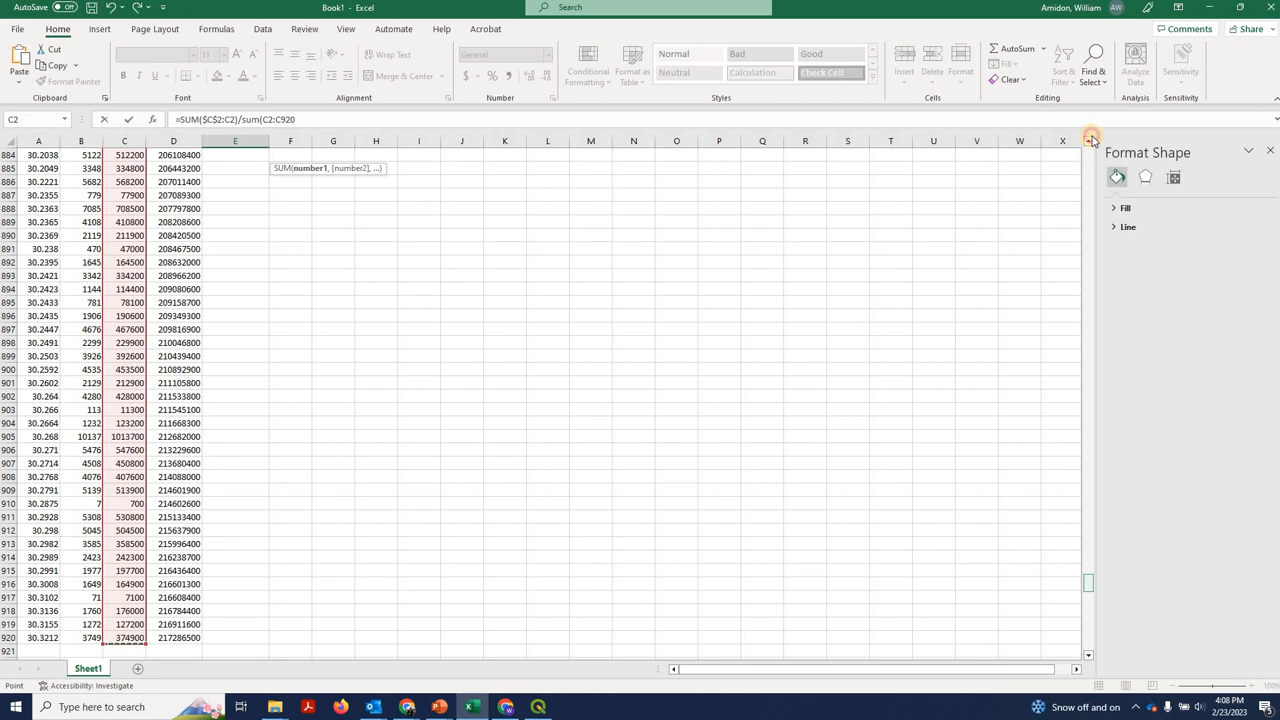 AutoSave Off Book1 - Excel Search Amidon, William AW
File Home Insert Page Layout Formulas Data Review View Automate Help Acrobat Comments Share
Paste Cut Copy Format Painter
11 General
B U Wrap Text Merge & Center $ % 9
Conditional Formatting Format as Table
Normal Bad Good
Neutral Calculation Check Cell
Insert Delete Format
AutoSum Fill Clear
Sort & Filter Find & Select Analyze Data Sensitivity
Clipboard Font Alignment Number Styles Cells Editing Analysis Sensitivity
C2 fx =SUM($C$2:C2)/sum(C2:C920
A B C D E F G H I J K L M N O P Q R S T U V W X
884 30.2038 5122 512200 206108400
885 30.2049 3348 334800 206443200
886 30.2221 5682 568200 207011400
887 30.2355 779 77900 207089300
888 30.2363 7085 708500 207797800
889 30.2365 4108 410800 208208600
890 30.2369 2119 211900 208420500
891 30.238 470 47000 208467500
892 30.2395 1645 164500 208632000
893 30.2421 3342 334200 208966200
894 30.2423 1144 114400 209080600
895 30.2433 781 78100 209158700
896 30.2435 1906 190600 209349300
897 30.2447 4676 467600 209816900
898 30.2491 2299 229900 210046800
899 30.2503 3926 392600 210439400
900 30.2592 4535 453500 210892900
901 30.2602 2129 212900 211105800
902 30.264 4280 428000 211533800
903 30.266 113 11300 211545100
904 30.2664 1232 123200 211668300
905 30.268 10137 1013700 212682000
906 30.271 5476 547600 213229600
907 30.2714 4508 450800 213680400
908 30.2768 4076 407600 214088000
909 30.2791 5139 513900 214601900
910 30.2875 7 700 214602600
911 30.2928 5308 530800 215133400
912 30.298 5045 504500 215637900
913 30.2982 3585 358500 215996400
914 30.2989 2423 242300 216238700
915 30.2991 1977 197700 216436400
916 30.3008 1649 164900 216601300
917 30.3102 71 7100 216608400
918 30.3136 1760 176000 216784400
919 30.3155 1272 127200 216911600
920 30.3212 3749 374900 217286500
921
SUM(number1, [number2], ...)
Format Shape
Fill
Line
Sheet1
Point Accessibility: Investigate 100%
Type here to search Snow off and on 4:08 PM
2/23/2023